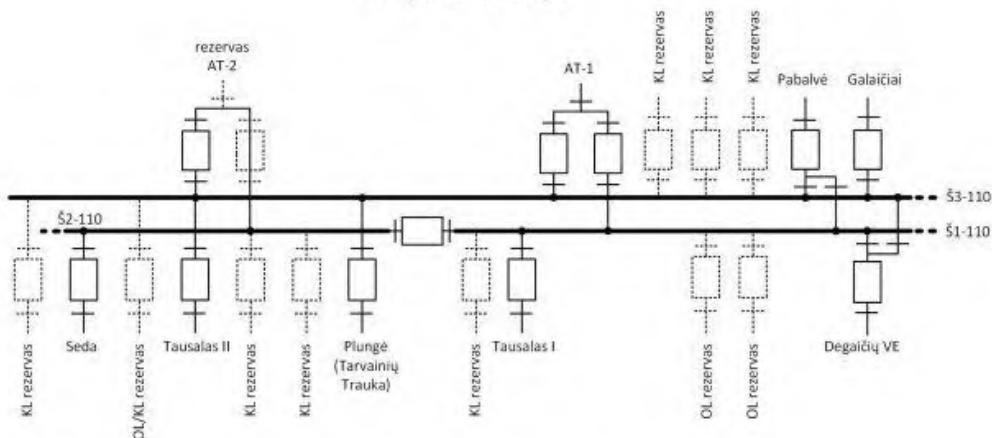 rezervas
AT-2
AT-1
KL rezervas
KL rezervas
KL rezervas
Pabalvė
Galaičiai
Š3-110
Š2-110
Š1-110
KL rezervas
Seda
OL/KL rezervas
Tausalas II
KL rezervas
KL rezervas
Plungė
(Tarvainių
Trauka)
KL rezervas
Tausalas I
OL rezervas
OL rezervas
Degaičių VE